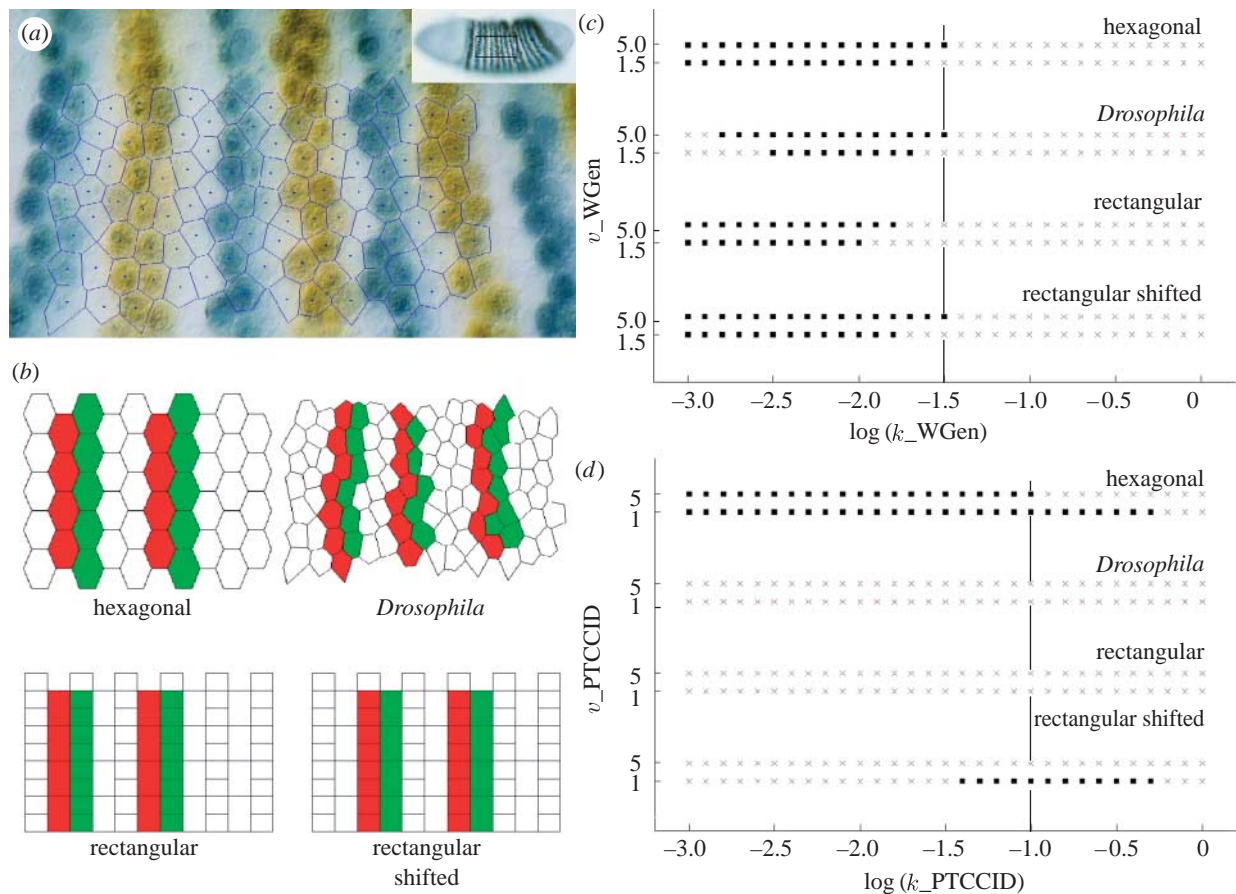 (a)
(b)
hexagonal
Drosophila
rectangular
rectangular
shifted
(c)
v_WGen
5.0
1.5
hexagonal
5.0
1.5
Drosophila
5.0
1.5
rectangular
5.0
1.5
rectangular shifted
−3.0 −2.5 −2.0 −1.5 −1.0 −0.5 0
log (k_WGen)
(d)
v_PTCCID
5
1
hexagonal
5
1
Drosophila
5
1
rectangular
5
1
rectangular shifted
−3.0 −2.5 −2.0 −1.5 −1.0 −0.5 0
log (k_PTCCID)